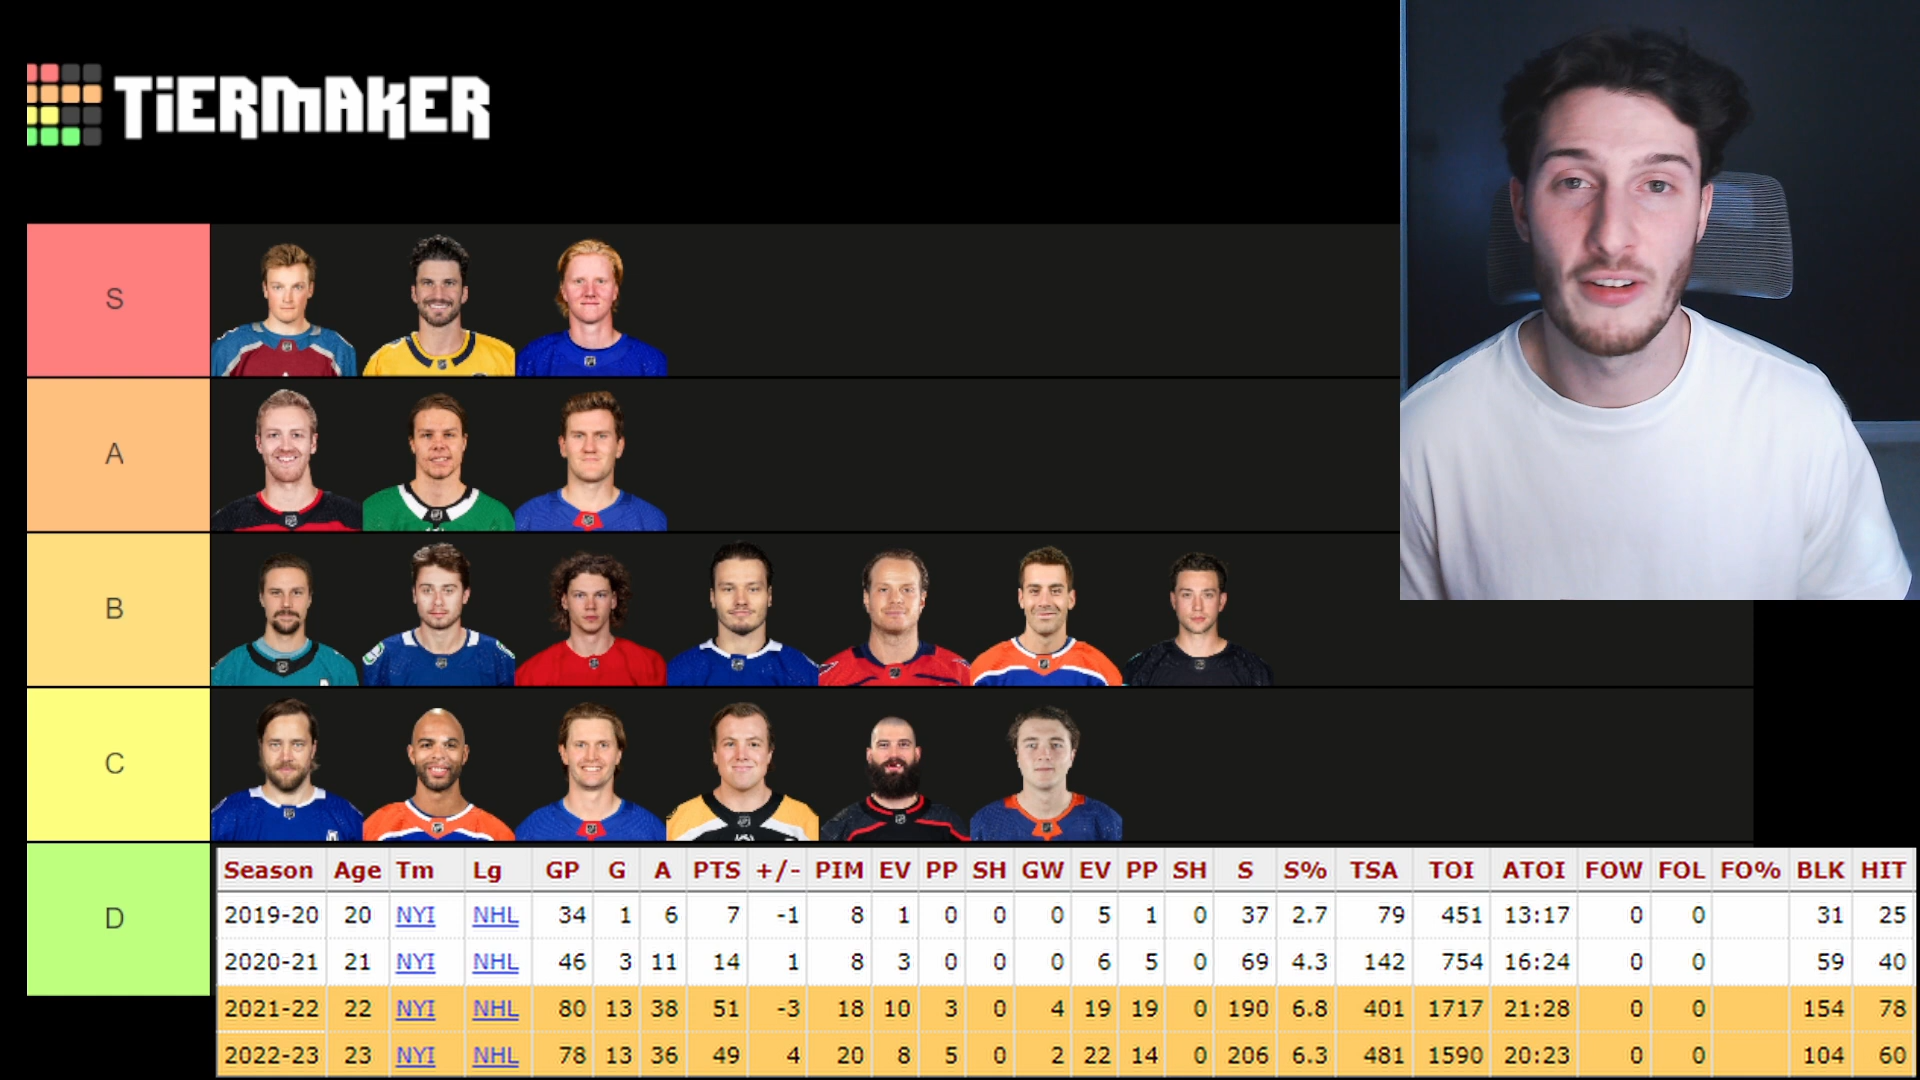 TiERMAKER
S
A
B
C
D
Season Age Tm Lg GP G A PTS +/- PIM EV PP SH GW EV PP SH S S% TSA TOI ATOI FOW FOL FO% BLK HIT
2019-20 20 NYI NHL 34 1 6 7 -1 8 1 0 0 0 5 1 0 37 2.7 79 451 13:17 0 0 31 25
2020-21 21 NYI NHL 46 3 11 14 1 8 3 0 0 0 6 5 0 69 4.3 142 754 16:24 0 0 59 40
2021-22 22 NYI NHL 80 13 38 51 -3 18 10 3 0 4 19 19 0 190 6.8 401 1717 21:28 0 0 154 78
2022-23 23 NYI NHL 78 13 36 49 4 20 8 5 0 2 22 14 0 206 6.3 481 1590 20:23 0 0 104 60